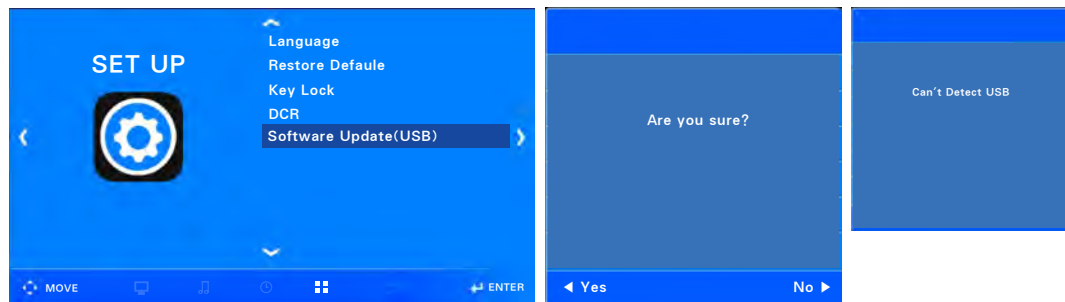 SET UP
Language
Restore Defaule
Key Lock
DCR
Software Update(USB)
MOVE
ENTER
Are you sure?
Yes
No
Can't Detect USB